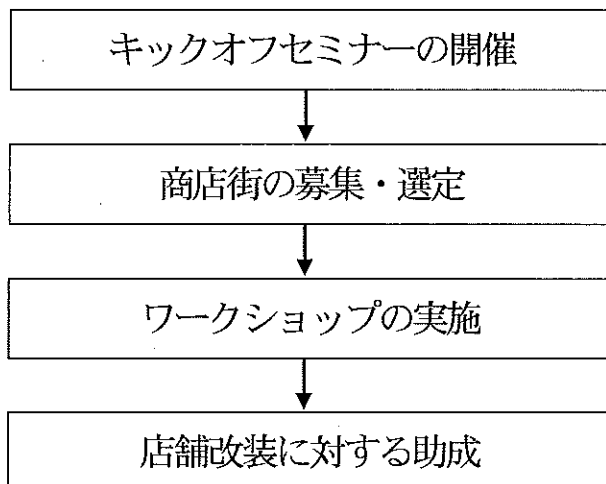 キックオフセミナーの開催
商店街の募集・選定
ワークショップの実施
店舗改装に対する助成